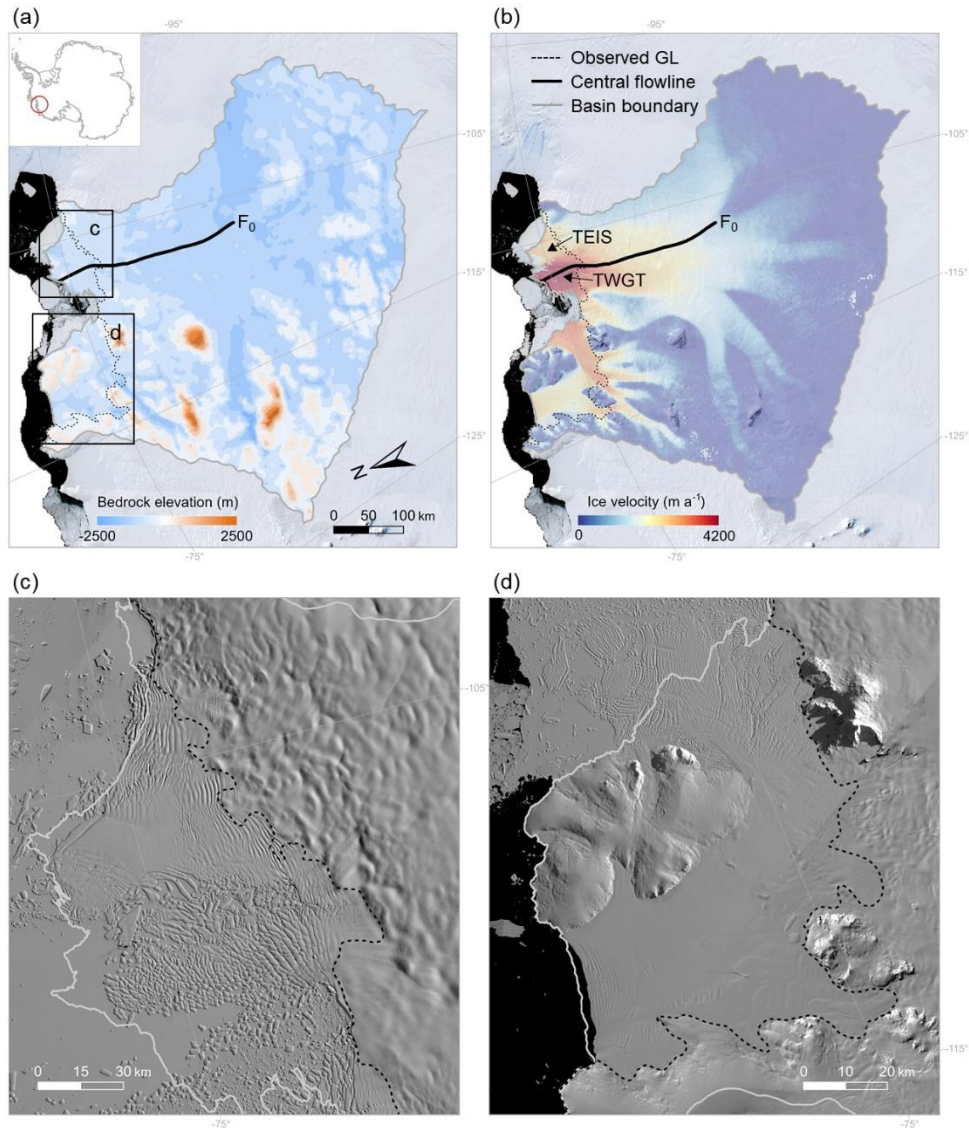 (a)
-95°
(b)
-95°
-105°
-115°
-125°
-75°
c
d
F₀
N
Bedrock elevation (m)
-2500 2500
0 50 100 km
Observed GL
Central flowline
Basin boundary
-105°
-115°
-125°
-75°
TEIS
TWGT
F₀
Ice velocity (m a⁻¹)
0 4200
(c)
-105°
0 15 30 km
-75°
(d)
-115°
0 10 20 km
-75°